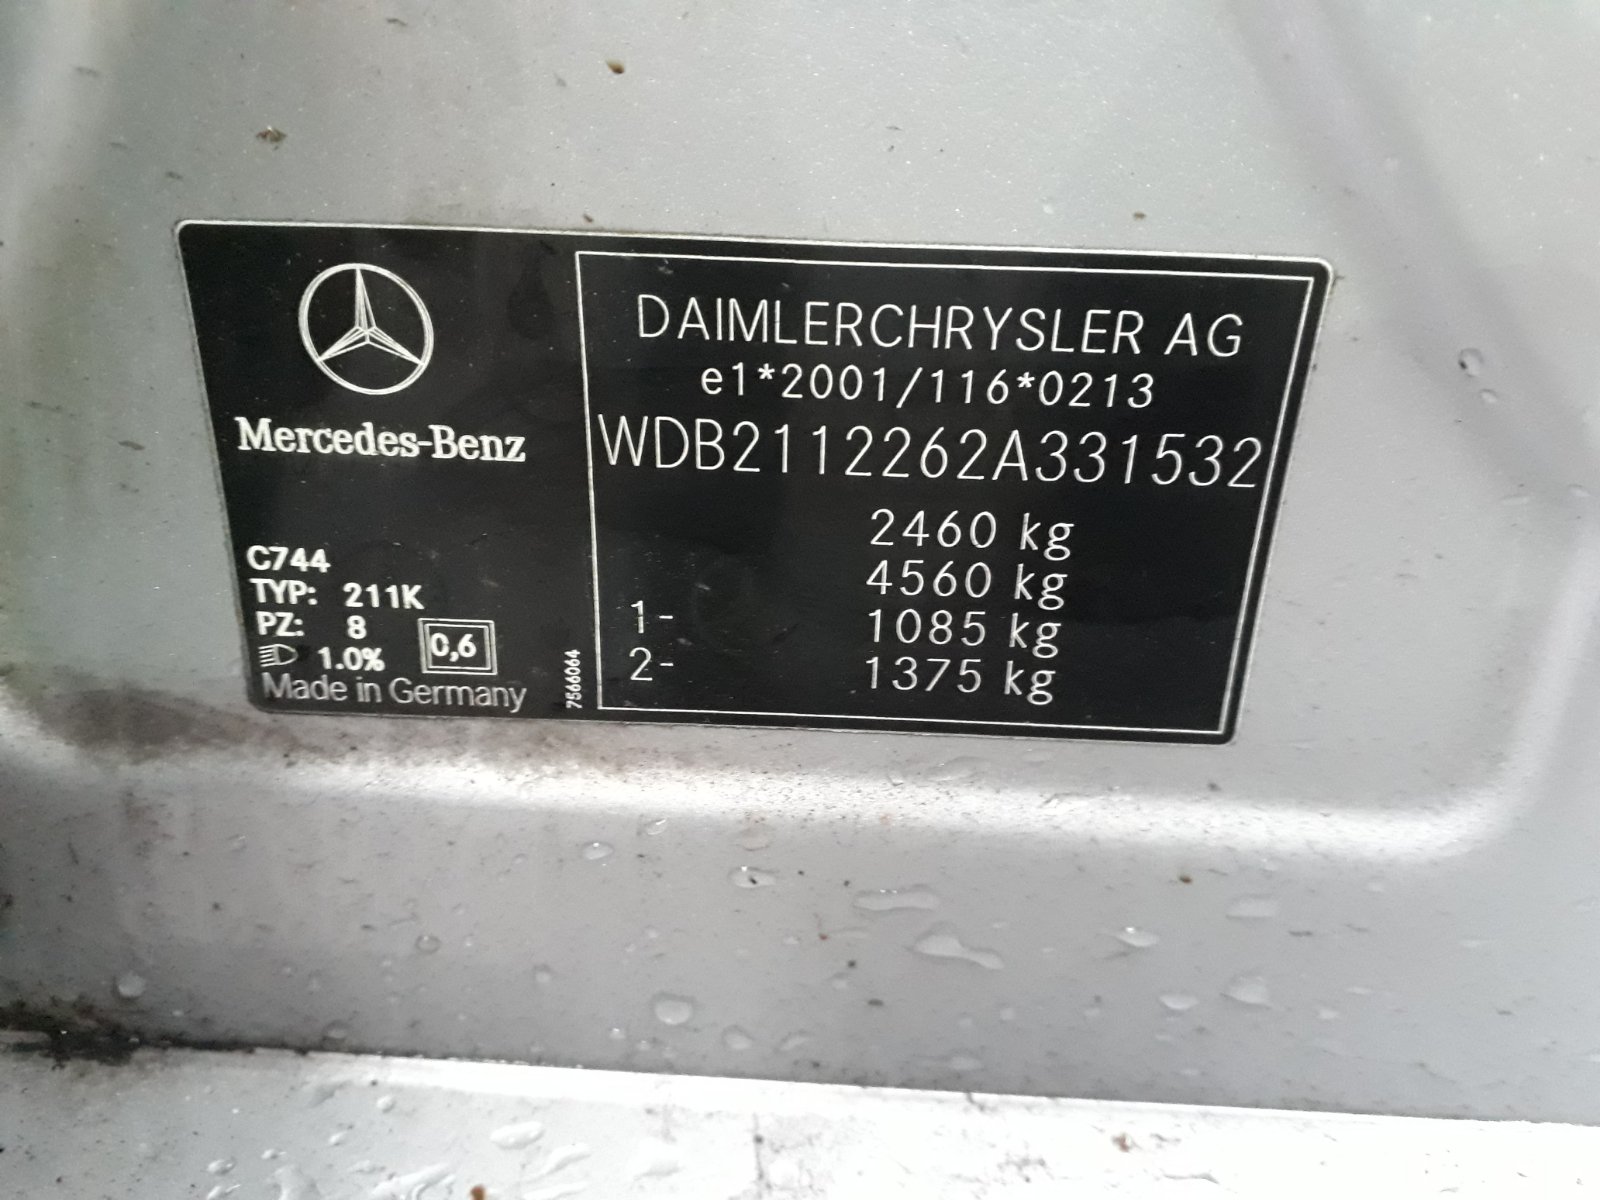 Mercedes-Benz
C744
TYP: 211K
PZ: 8
1.0% 0,6
Made in Germany
7566064
DAIMLERCHRYSLER AG
e1*2001/116*0213
WDB2112262A331532
2460 kg
4560 kg
1- 1085 kg
2- 1375 kg